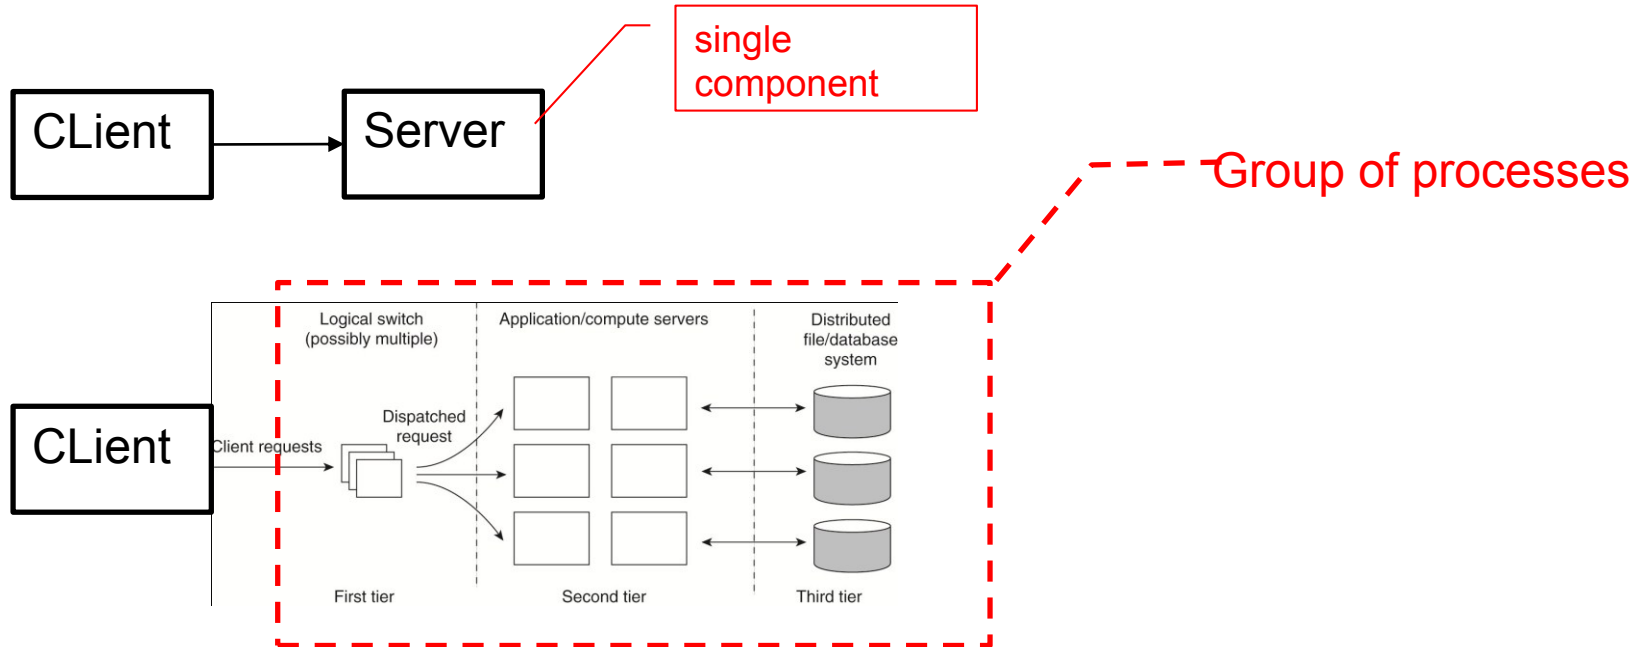 single
component
CLient
Server
Group of processes
Logical switch
(possibly multiple)
Application/compute servers
Distributed
file/database
system
Dispatched
request
CLient
Client requests
First tier
Second tier
Third tier